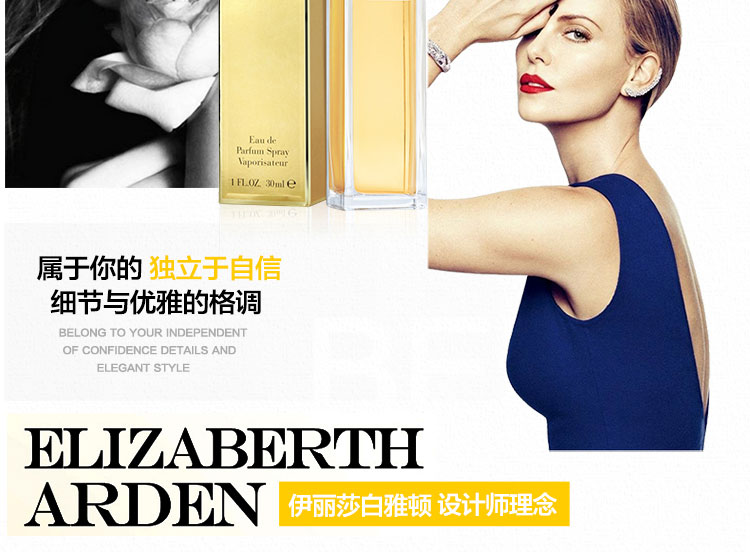 Eau de
Parfum Spray
Vaporisateur
1 FL.OZ. 30ml ℮
属于你的 独立于自信
细节与优雅的格调
BELONG TO YOUR INDEPENDENT
OF CONFIDENCE DETAILS AND
ELEGANT STYLE
ELIZABERTH
ARDEN 伊丽莎白雅顿 设计师理念